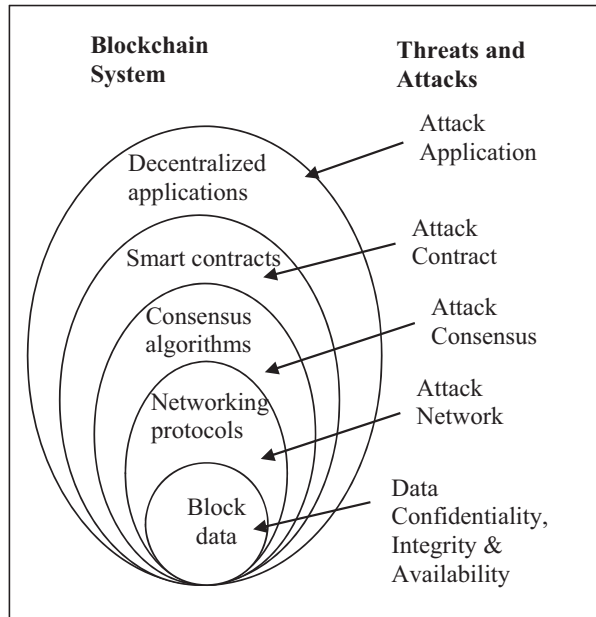 Blockchain
System
Threats and
Attacks
Decentralized
applications
Attack
Application
Smart contracts
Attack
Contract
Consensus
algorithms
Attack
Consensus
Networking
protocols
Attack
Network
Block
data
Data
Confidentiality,
Integrity &
Availability